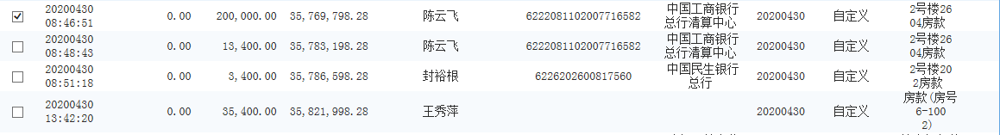 20200430
08:46:51 0.00 200,000.00 35,769,798.28 陈云飞 6222081102007716582 中国工商银行
总行清算中心 20200430 自定义 2号楼26
04房款
20200430
08:48:43 0.00 13,400.00 35,783,198.28 陈云飞 6222081102007716582 中国工商银行
总行清算中心 20200430 自定义 2号楼26
04房款
20200430
08:51:18 0.00 3,400.00 35,786,598.28 封裕根 6226202600817560 中国民生银行
总行 20200430 自定义 2号楼20
2房款
20200430
13:42:20 0.00 35,400.00 35,821,998.28 王秀萍 20200430 自定义 房款(房号
6-100
2)